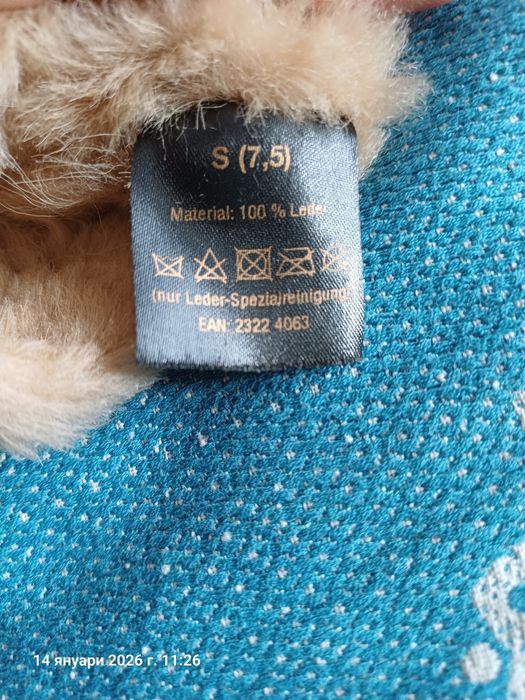 S (7,5)
Material: 100 % Leder
(nur Leder-Spezialreinigung)
EAN: 2322 4063
14 януари 2026 г. 11:26